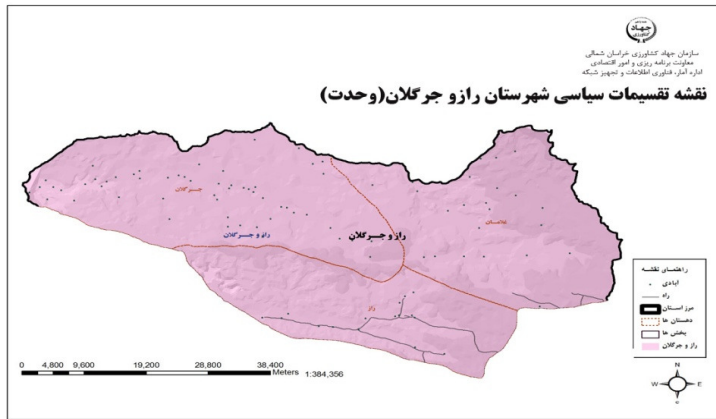 جهاد
سازمان جهاد کشاورزی خراسان شمالی
معاونت برنامه ریزی و امور اقتصادی
اداره آمار، فناوری اطلاعات و تجهیز شبکه
نقشه تقسیمات سیاسی شهرستان رازو جرگلان(وحدت)
جرگلان
غلامان
راز و جرگلان
راز و جرگلان
راز
راهنمای نقشه
آبادی
راه
مرز استان
دهستان ها
بخش ها
راز و جرگلان
0 4,800 9,600 19,200 28,800 38,400
Meters
1:384,356
N
W E